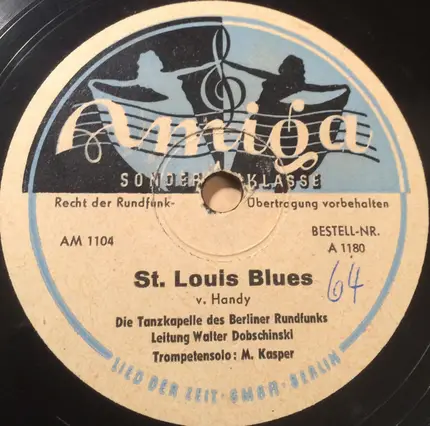 Amiga
SONDERKLASSE
Recht der Rundfunk- Übertragung vorbehalten
AM 1104
BESTELL-NR.
A 1180
St. Louis Blues
v. Handy
64
Die Tanzkapelle des Berliner Rundfunks
Leitung Walter Dobschinski
Trompetensolo: M. Kasper
LIED DER ZEIT · GMBH · BERLIN